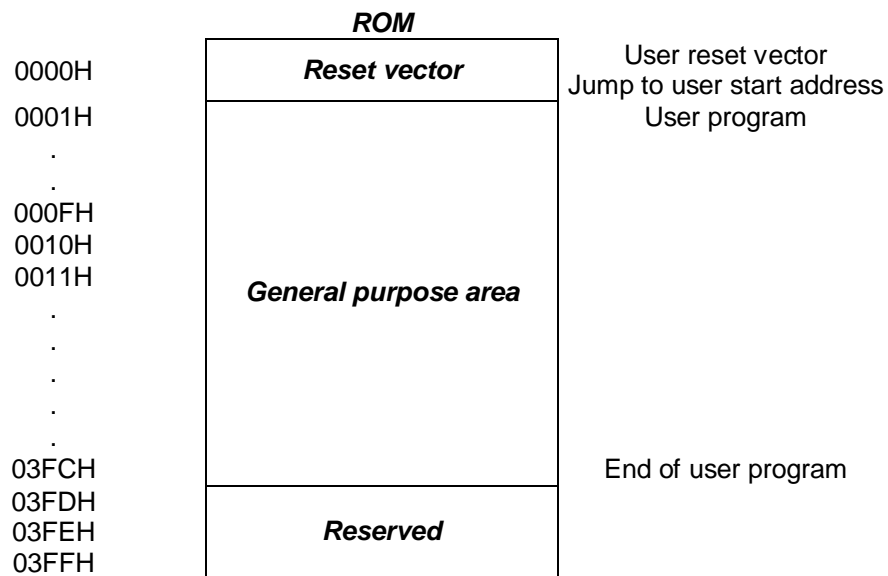 ROM
0000H Reset vector User reset vector
Jump to user start address
0001H User program
.
.
000FH
0010H
0011H
General purpose area
.
.
.
.
.
03FCH End of user program
03FDH
03FEH Reserved
03FFH